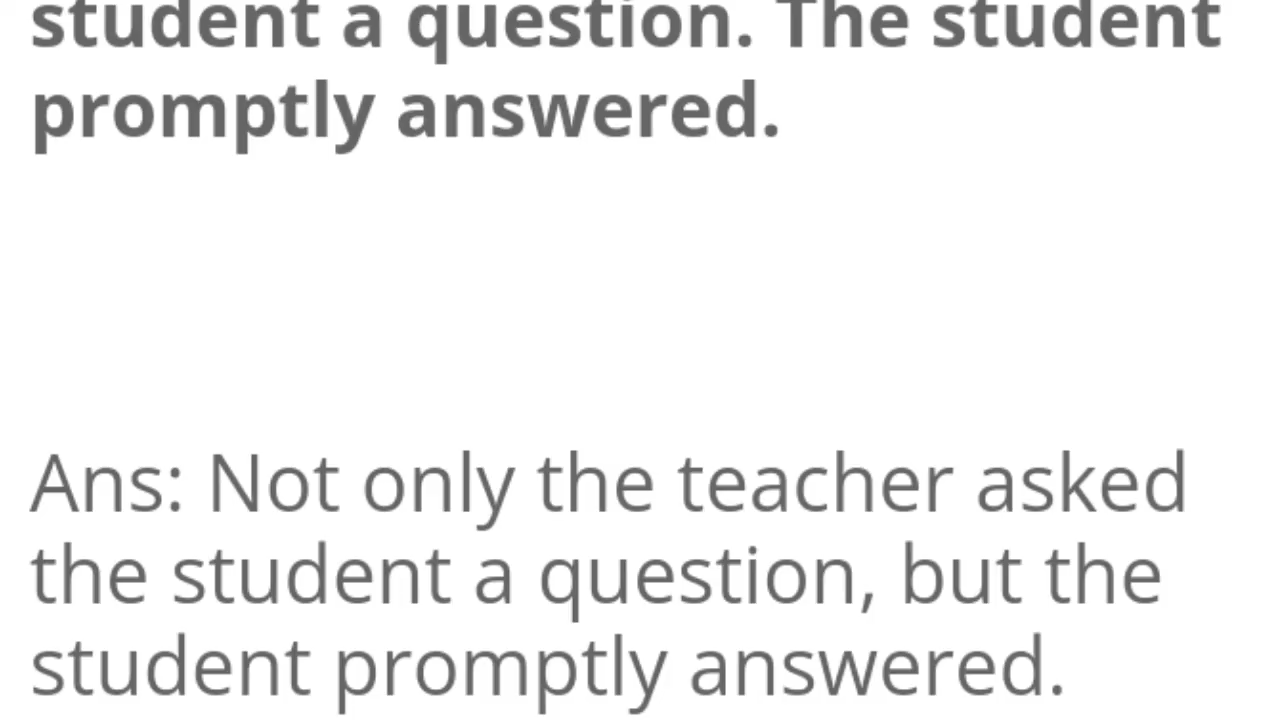 student a question. The student
promptly answered.
Ans: Not only the teacher asked
the student a question, but the
student promptly answered.